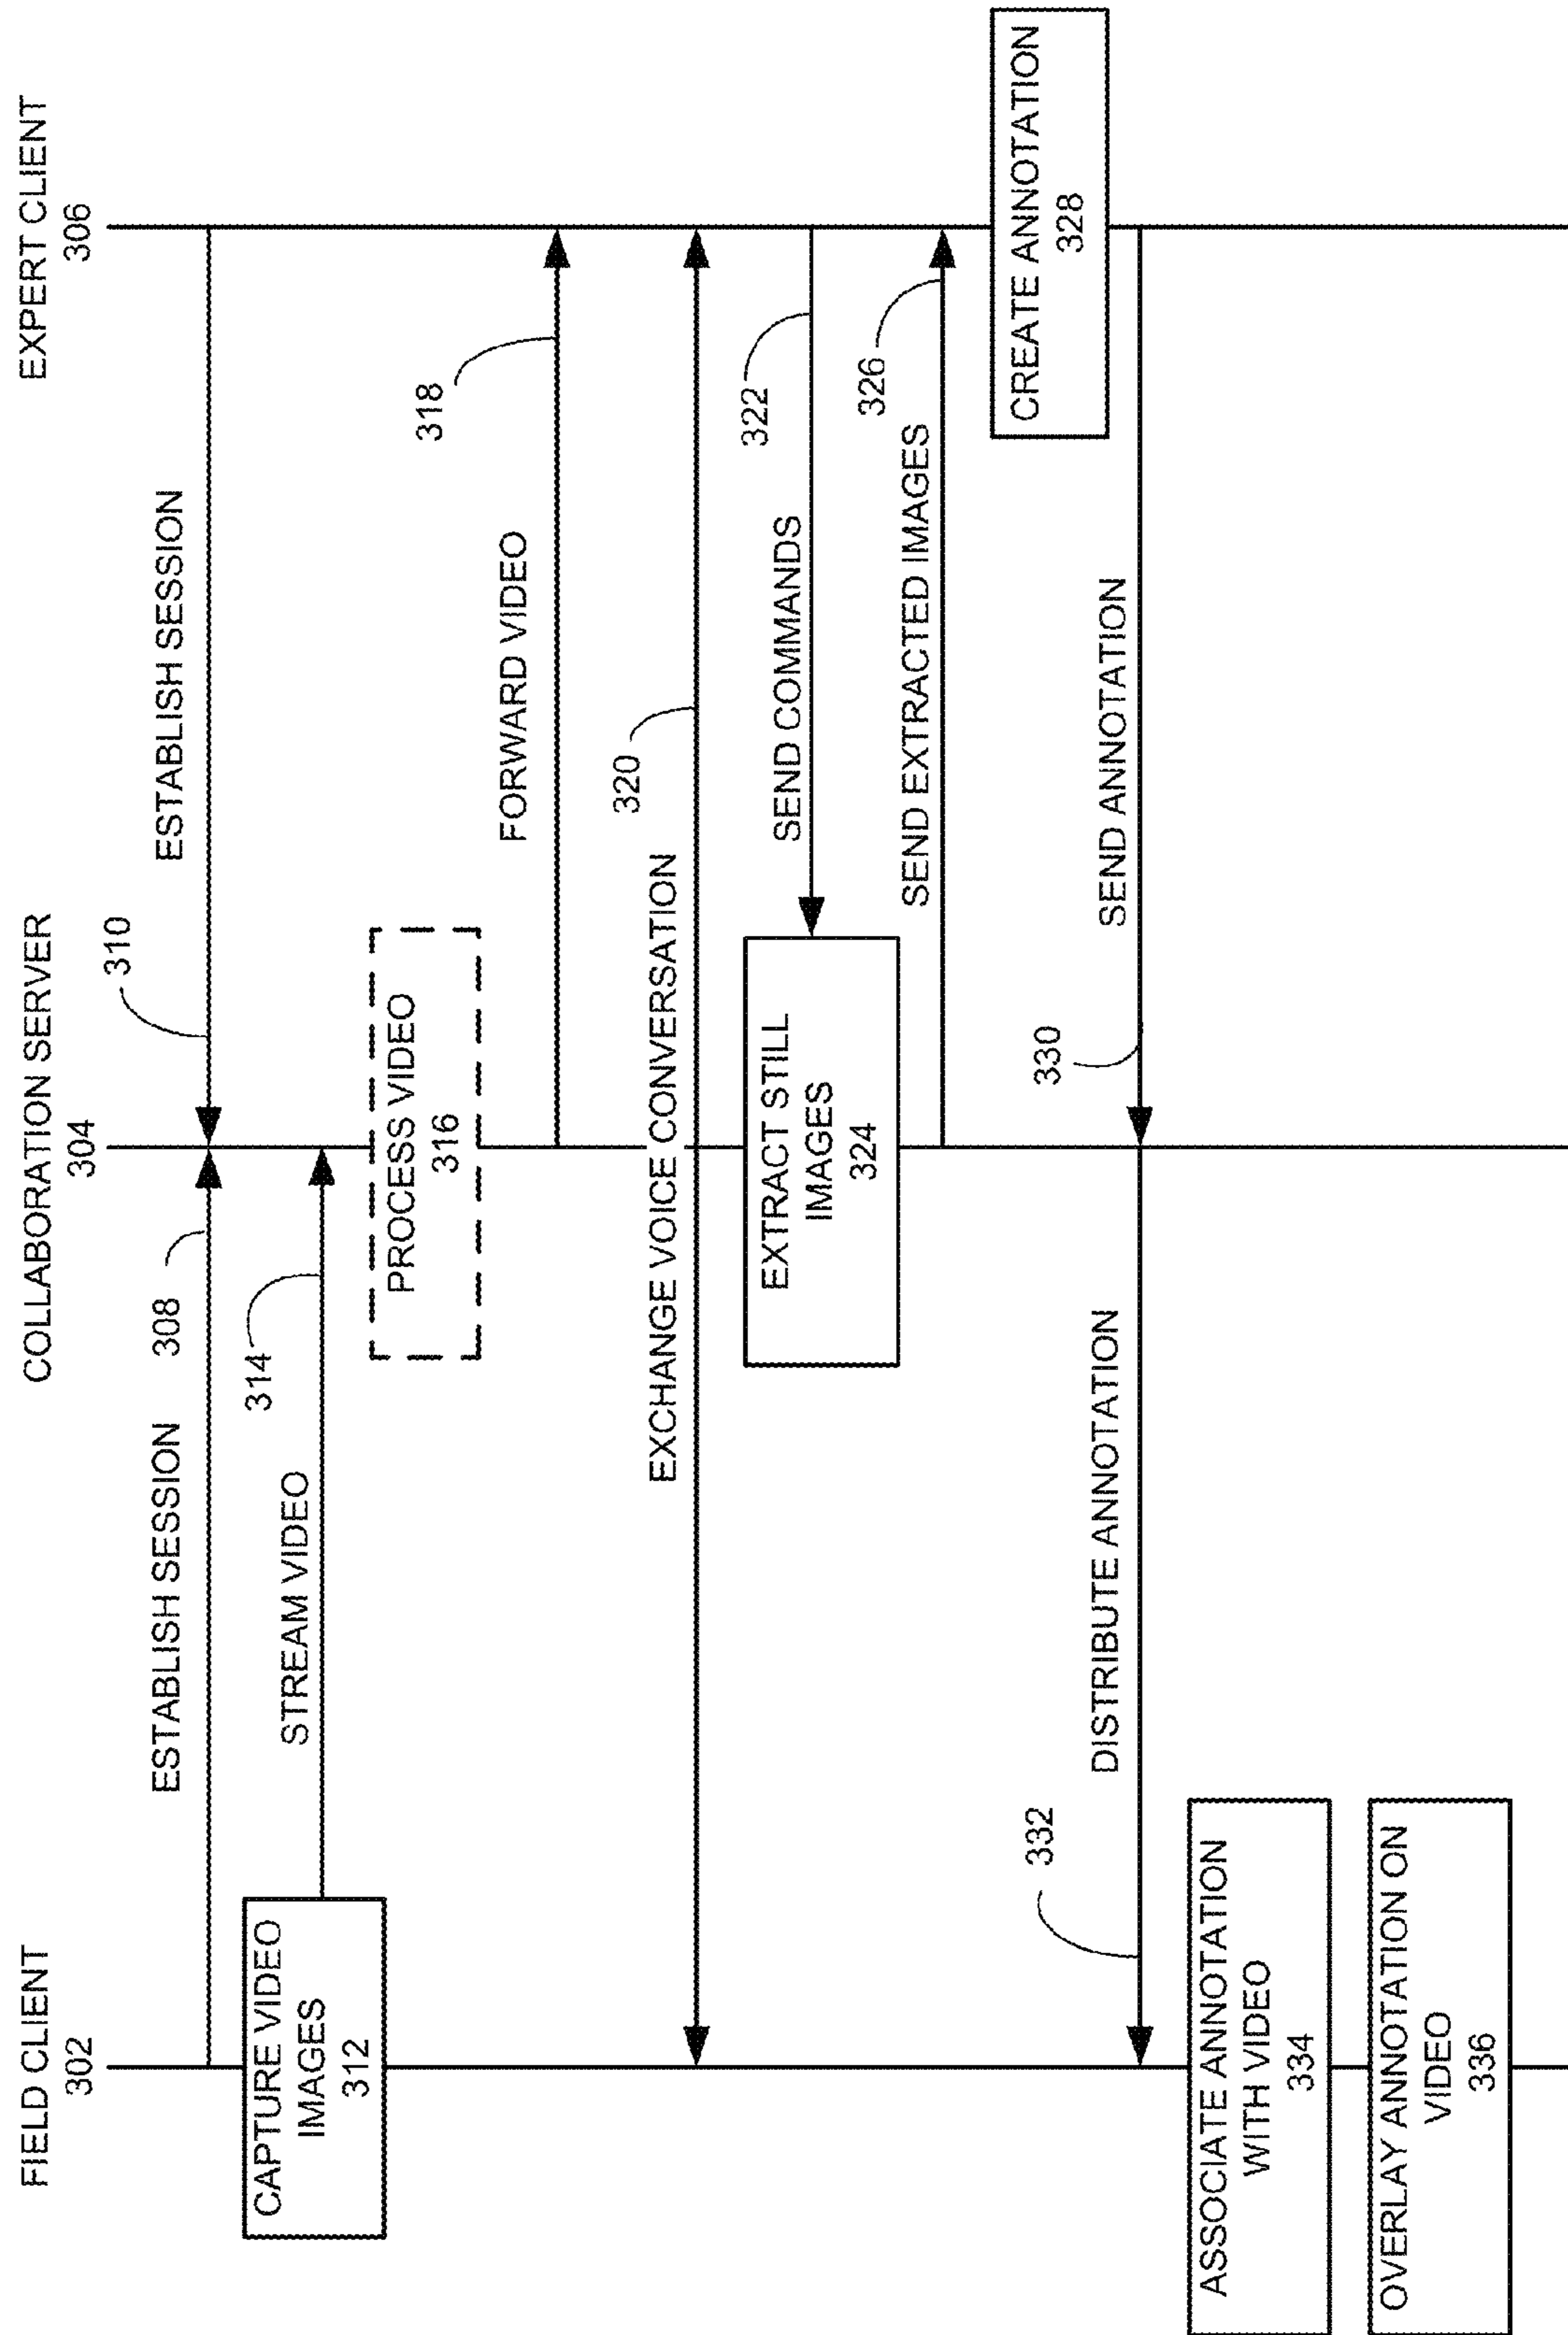 FIELD CLIENT
302
COLLABORATION SERVER
304
EXPERT CLIENT
306
ESTABLISH SESSION
308
310
ESTABLISH SESSION
CAPTURE VIDEO
IMAGES
312
STREAM VIDEO
314
PROCESS VIDEO
316
FORWARD VIDEO
318
EXCHANGE VOICE CONVERSATION
320
SEND COMMANDS
322
EXTRACT STILL
IMAGES
324
SEND EXTRACTED IMAGES
326
CREATE ANNOTATION
328
SEND ANNOTATION
330
DISTRIBUTE ANNOTATION
332
ASSOCIATE ANNOTATION
WITH VIDEO
334
OVERLAY ANNOTATION ON
VIDEO
336